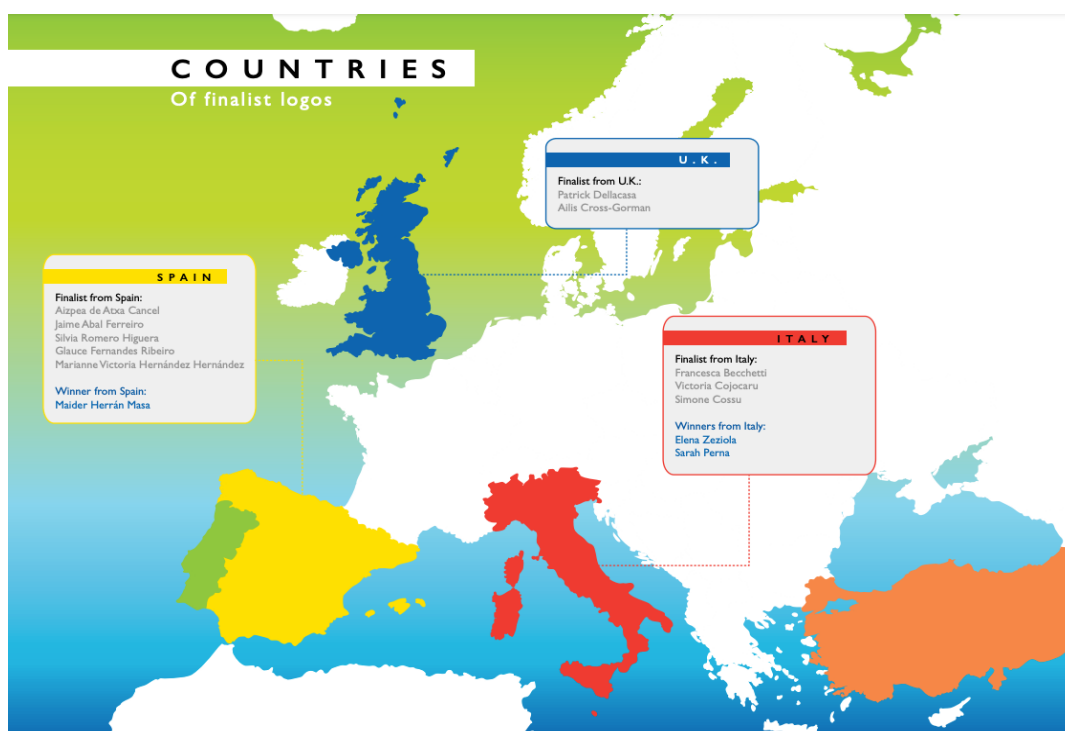 COUNTRIES
Of finalist logos
U.K.
Finalist from U.K.:
Patrick Dellacasa
Ailis Cross-Gorman
SPAIN
Finalist from Spain:
Aizpea de Atxa Cancel
Jaime Abal Ferreiro
Silvia Romero Higuera
Glauce Fernandes Ribeiro
Marianne Victoria Hernández Hernández
Winner from Spain:
Maider Herrán Masa
ITALY
Finalist from Italy:
Francesca Becchetti
Victoria Cojocaru
Simone Cossu
Winners from Italy:
Elena Zeziola
Sarah Perna